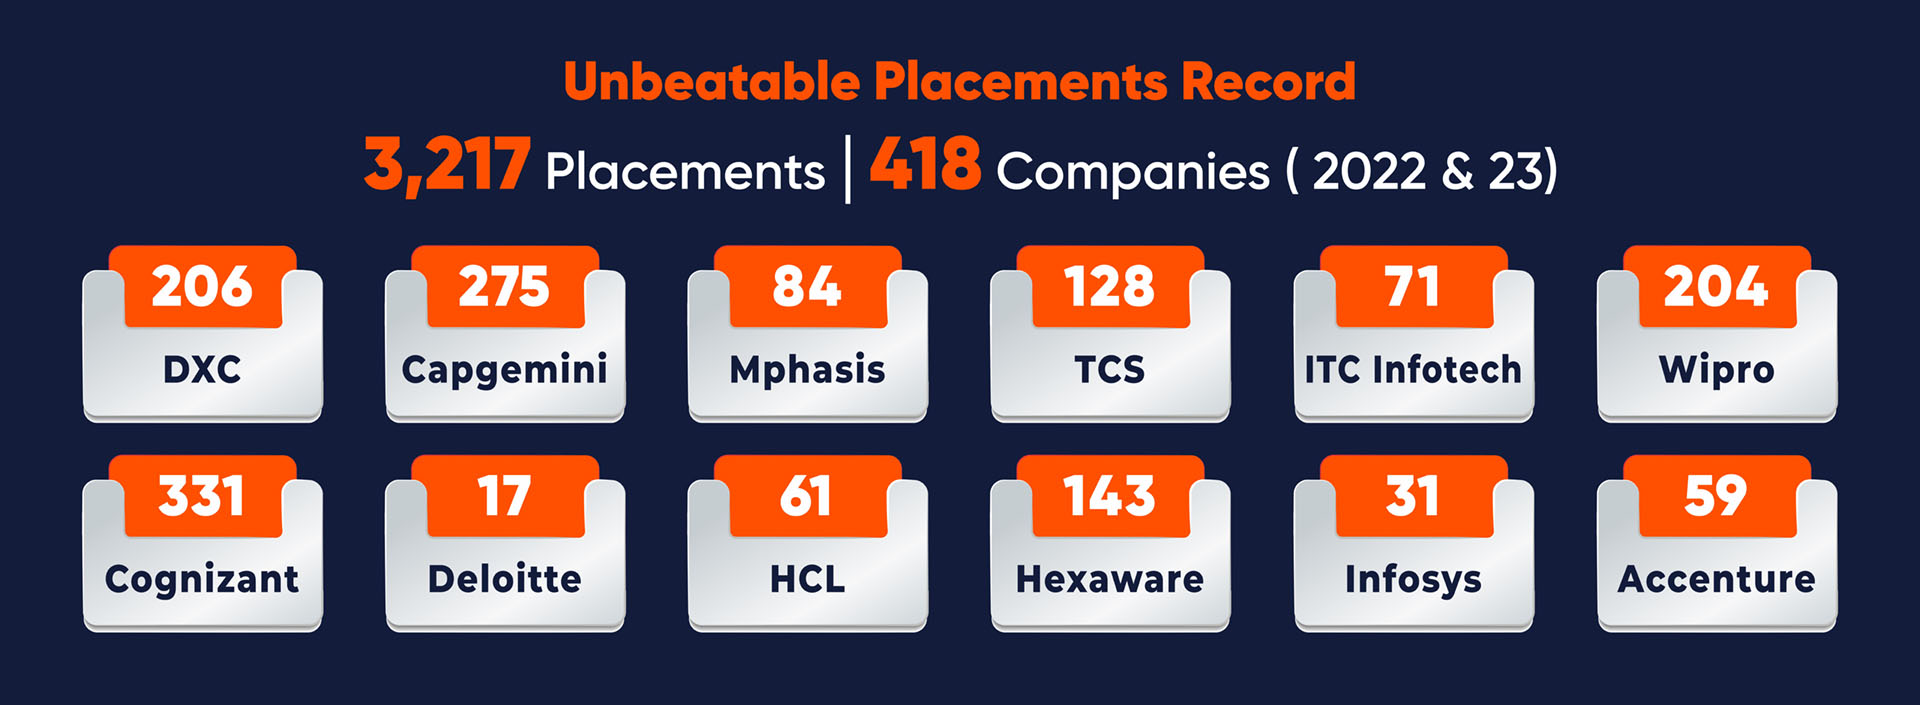 Unbeatable Placements Record
3,217 Placements | 418 Companies ( 2022 & 23)
206
DXC
275
Capgemini
84
Mphasis
128
TCS
71
ITC Infotech
204
Wipro
331
Cognizant
17
Deloitte
61
HCL
143
Hexaware
31
Infosys
59
Accenture